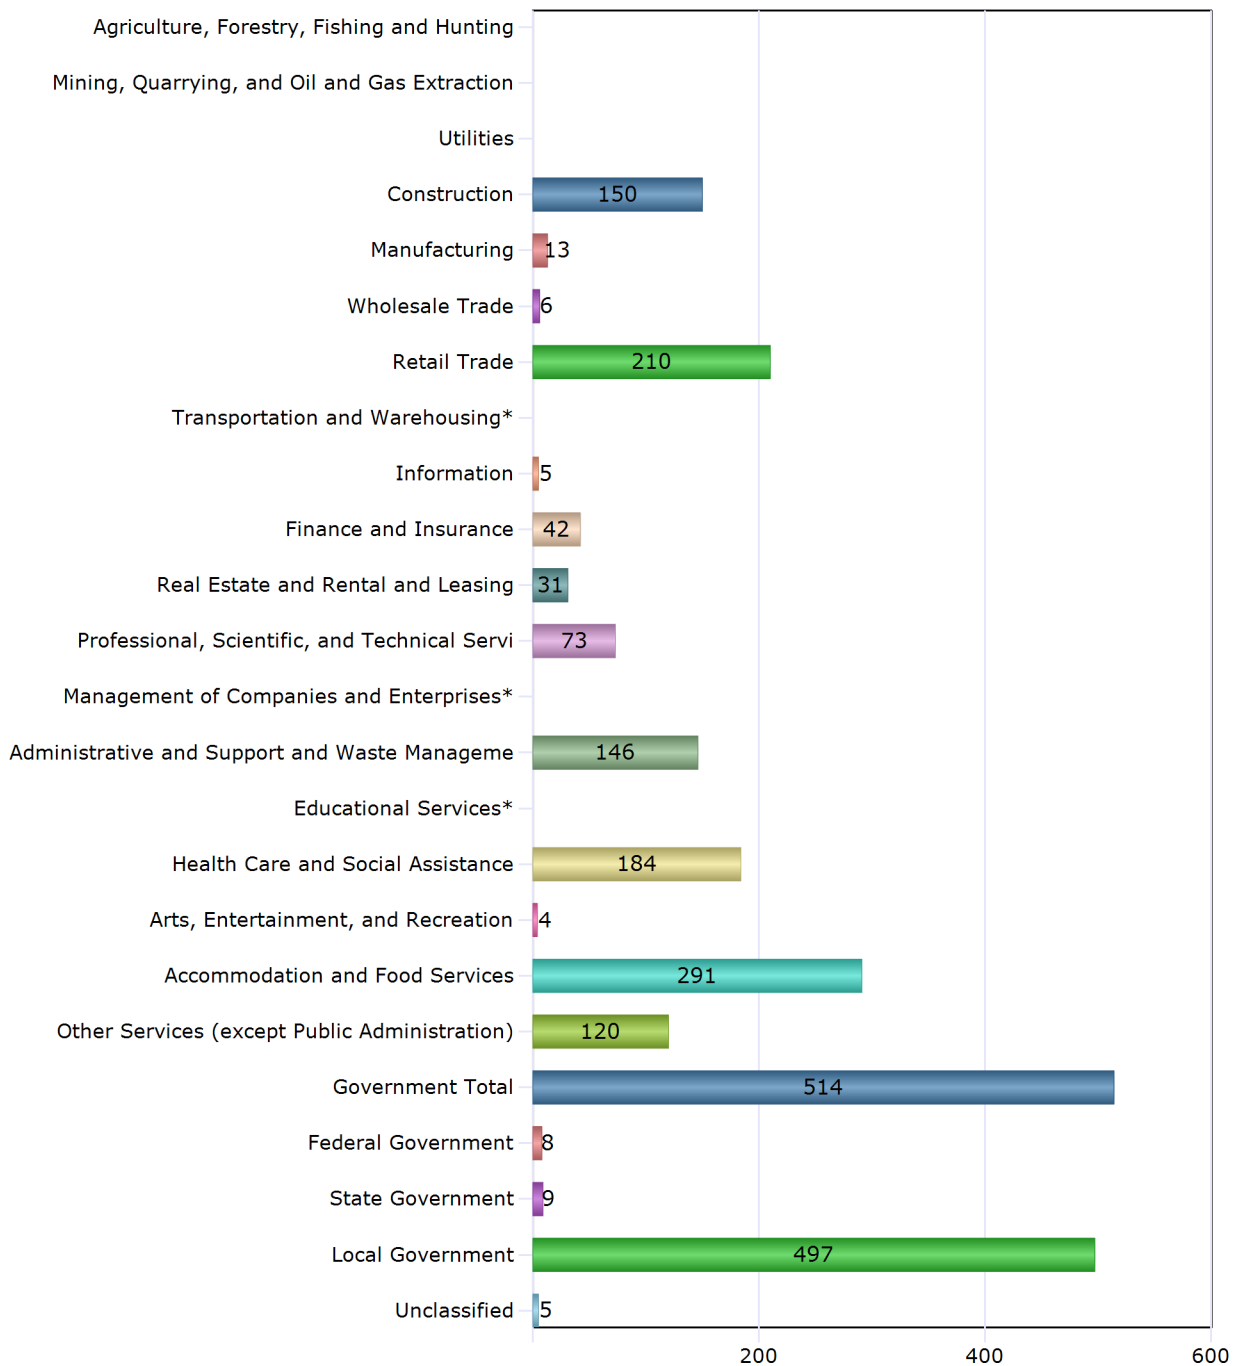 Agriculture, Forestry, Fishing and Hunting
Mining, Quarrying, and Oil and Gas Extraction
Utilities
Construction 150
Manufacturing 13
Wholesale Trade 6
Retail Trade 210
Transportation and Warehousing*
Information 5
Finance and Insurance 42
Real Estate and Rental and Leasing 31
Professional, Scientific, and Technical Servi 73
Management of Companies and Enterprises*
Administrative and Support and Waste Manageme 146
Educational Services*
Health Care and Social Assistance 184
Arts, Entertainment, and Recreation 4
Accommodation and Food Services 291
Other Services (except Public Administration) 120
Government Total 514
Federal Government 8
State Government 9
Local Government 497
Unclassified 5
200 400 600